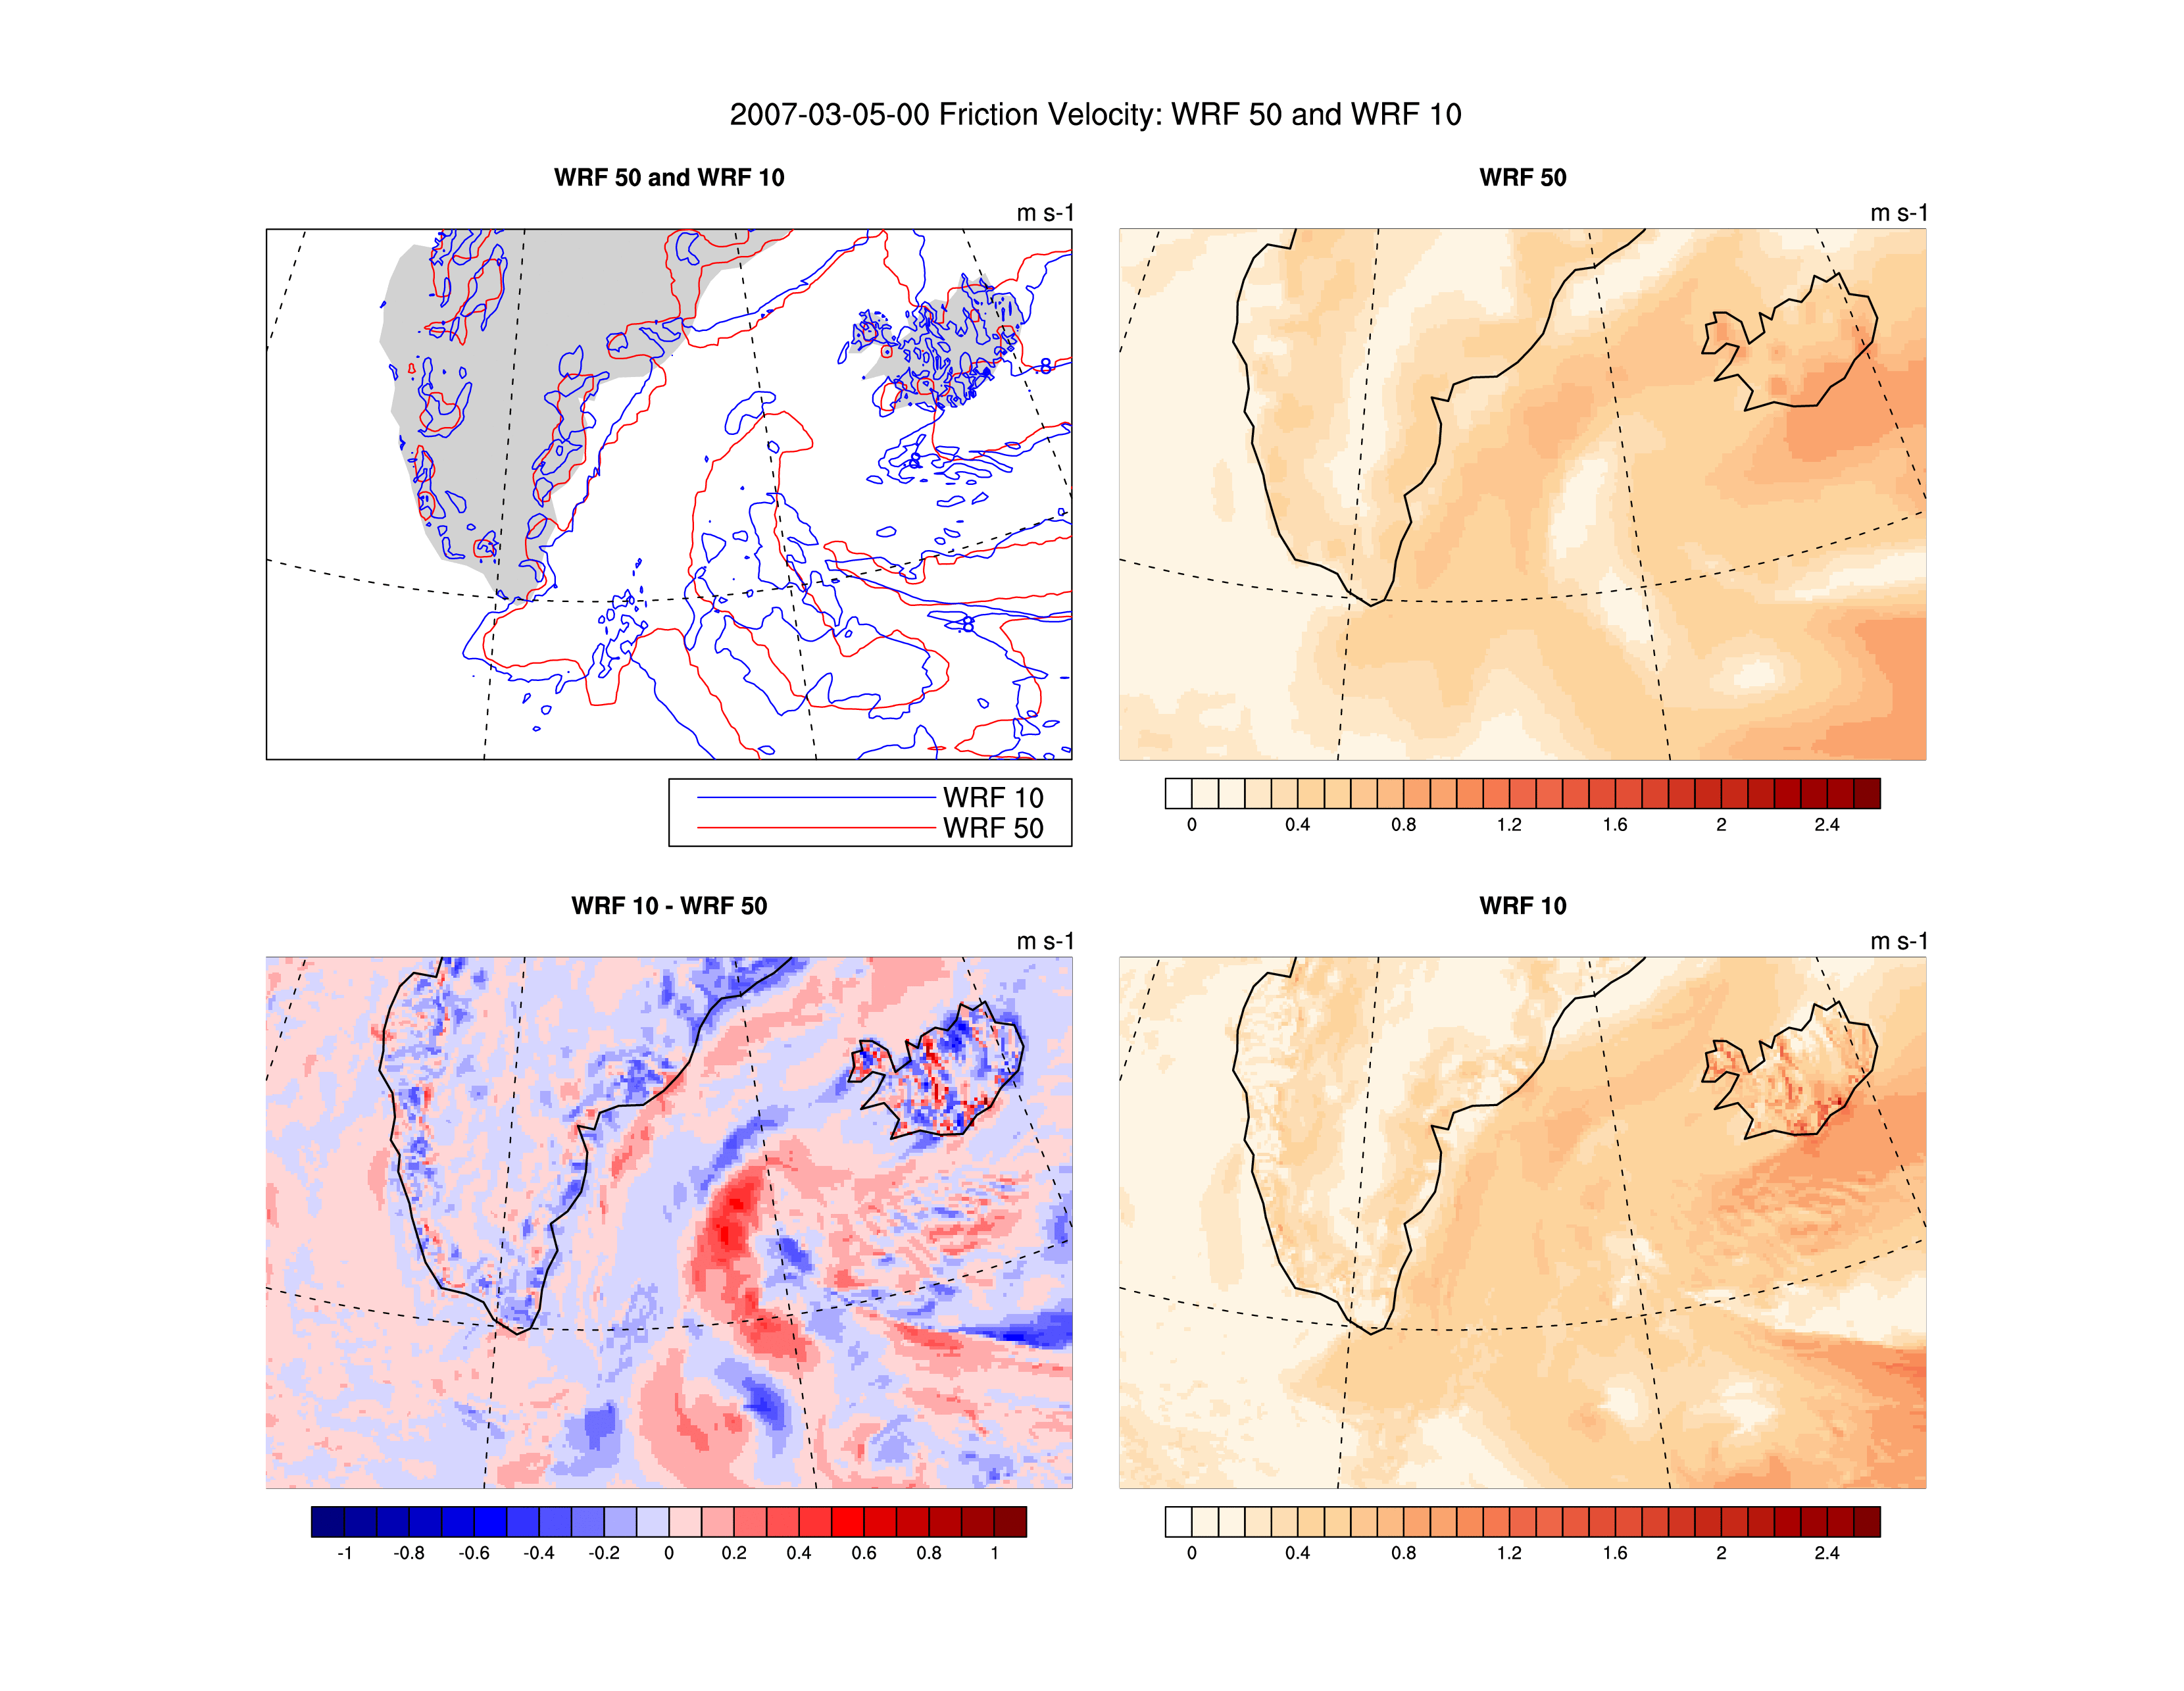 2007-03-05-00 Friction Velocity: WRF 50 and WRF 10
WRF 50 and WRF 10
m s-1
.8
.8
.8
WRF 10
WRF 50
WRF 50
m s-1
0 0.4 0.8 1.2 1.6 2 2.4
WRF 10 - WRF 50
m s-1
-1 -0.8 -0.6 -0.4 -0.2 0 0.2 0.4 0.6 0.8 1
WRF 10
m s-1
0 0.4 0.8 1.2 1.6 2 2.4